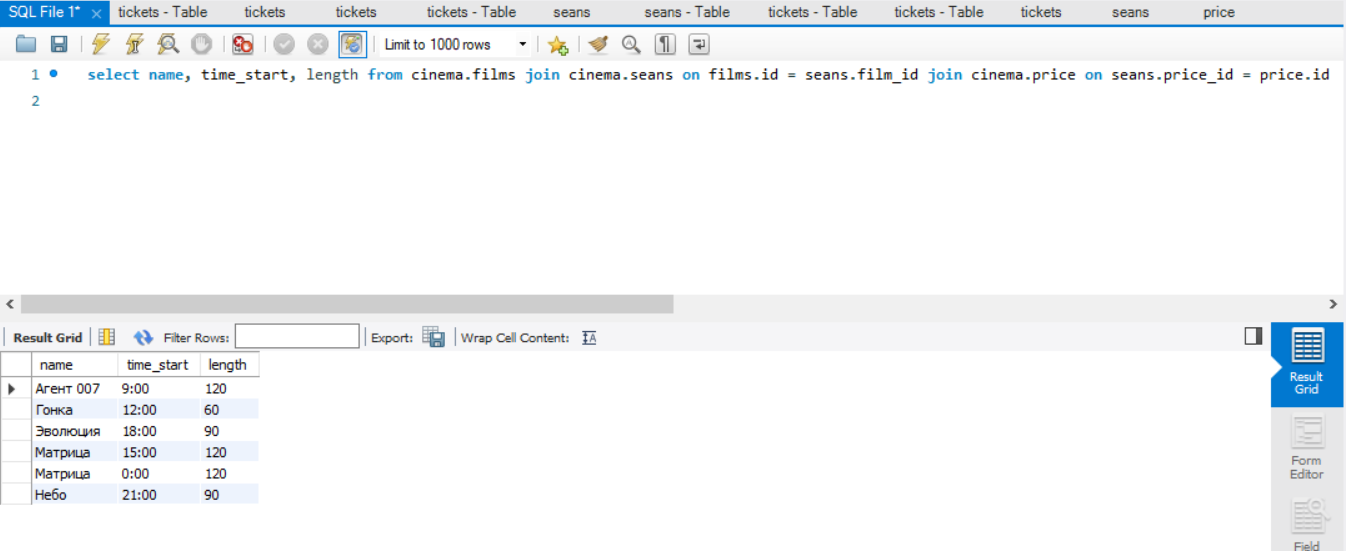 SQL File 1* × tickets - Table tickets tickets tickets - Table seans seans - Table tickets - Table tickets - Table tickets seans price
Limit to 1000 rows
1 select name, time_start, length from cinema.films join cinema.seans on films.id = seans.film_id join cinema.price on seans.price_id = price.id
2
Result Grid Filter Rows: Export: Wrap Cell Content: IA
name time_start length
Агент 007 9:00 120
Гонка 12:00 60
Эволюция 18:00 90
Матрица 15:00 120
Матрица 0:00 120
Небо 21:00 90
Result
Grid
Form
Editor
Field